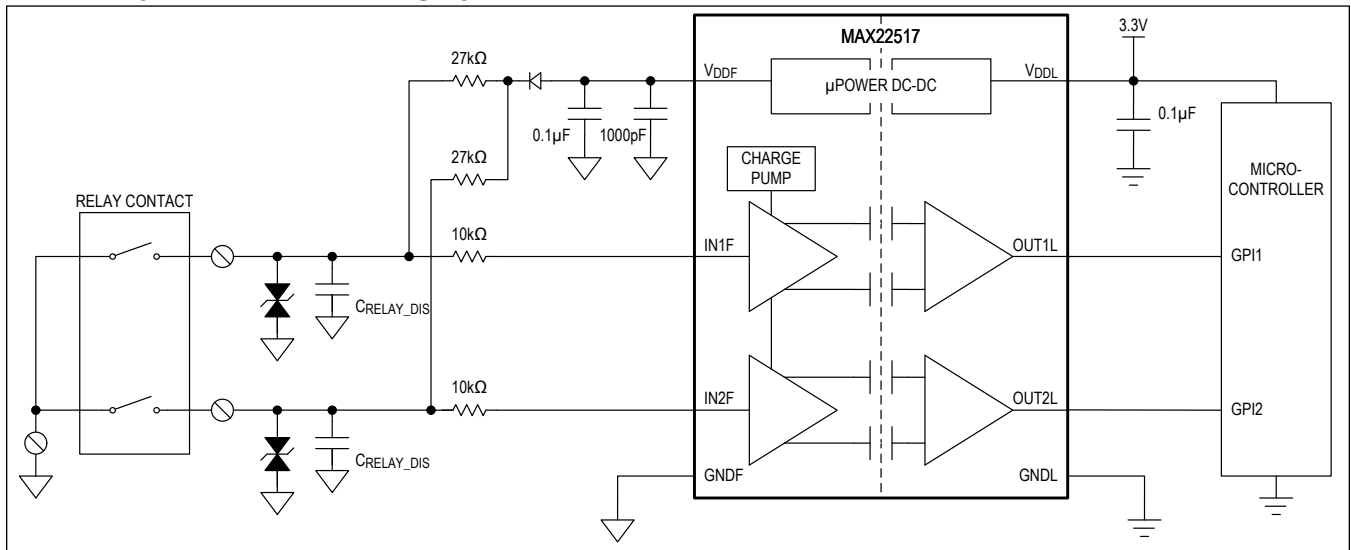 MAX22517
3.3V
27kΩ
VDDF
µPOWER DC-DC
VDDL
0.1µF
1000pF
0.1µF
27kΩ
CHARGE
PUMP
MICRO-
CONTROLLER
RELAY CONTACT
10kΩ
IN1F
OUT1L
GPI1
CRELAY_DIS
10kΩ
IN2F
OUT2L
GPI2
CRELAY_DIS
GNDF
GNDL